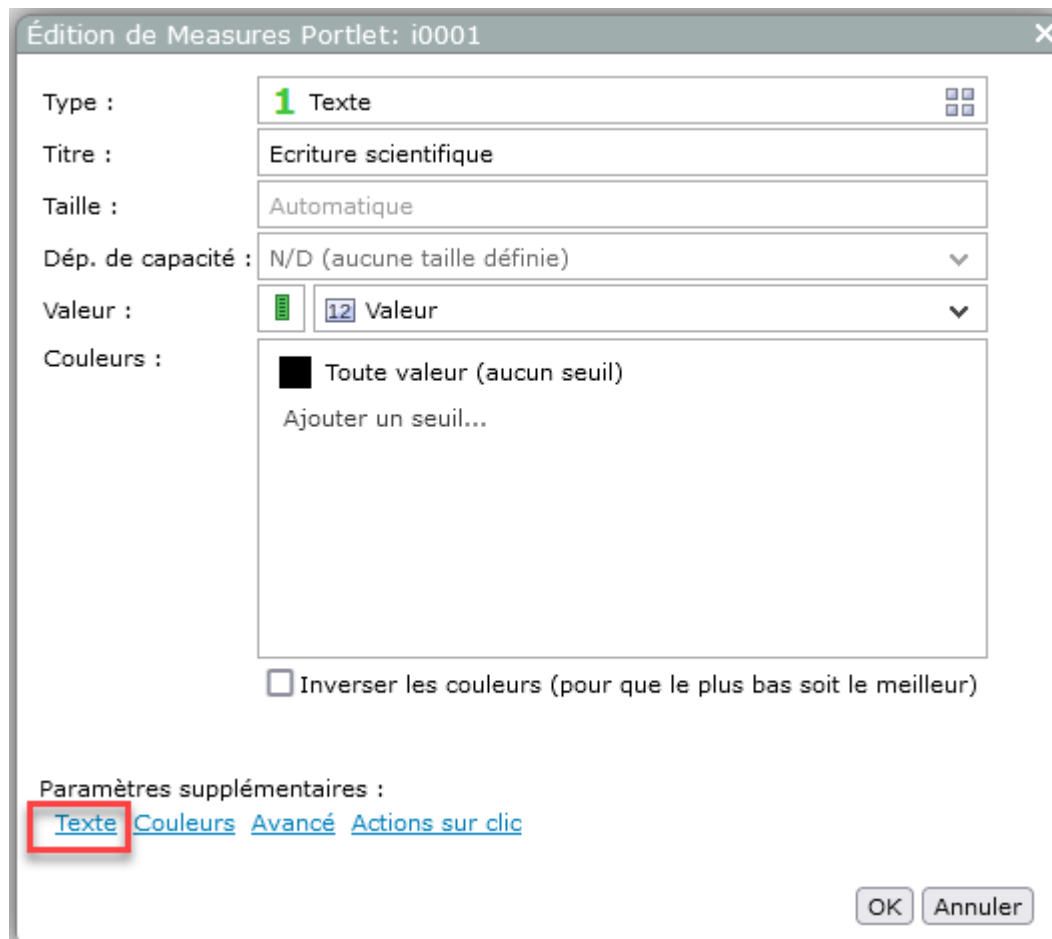 Édition de Measures Portlet: i0001
Type : 1 Texte
Titre : Ecriture scientifique
Taille : Automatique
Dép. de capacité : N/D (aucune taille définie)
Valeur : 12 Valeur
Couleurs : Toute valeur (aucun seuil)
Ajouter un seuil...
Inverser les couleurs (pour que le plus bas soit le meilleur)
Paramètres supplémentaires :
Texte Couleurs Avancé Actions sur clic
OK Annuler